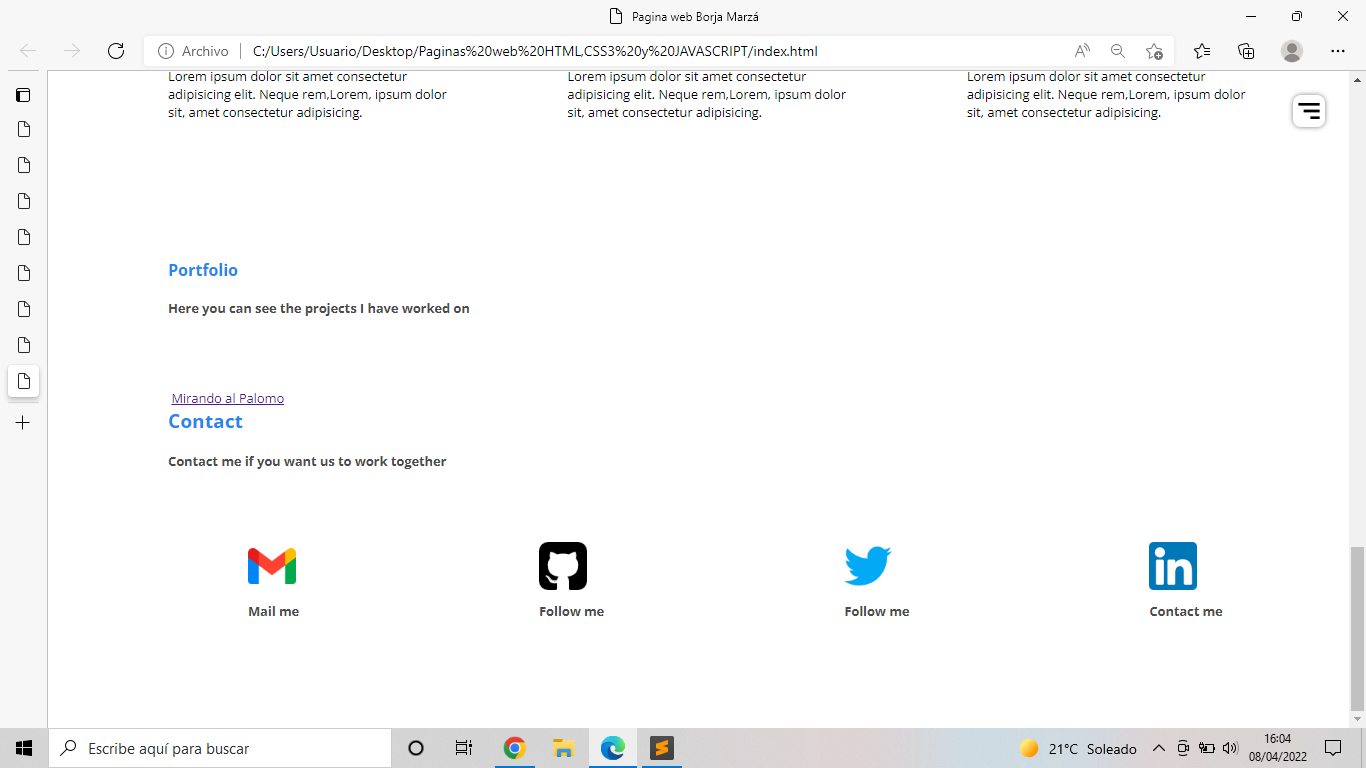 Pagina web Borja Marzá
Archivo
C:/Users/Usuario/Desktop/Paginas%20web%20HTML,CSS3%20y%20JAVASCRIPT/index.html
Lorem ipsum dolor sit amet consectetur
adipisicing elit. Neque rem,Lorem, ipsum dolor
sit, amet consectetur adipisicing.
Lorem ipsum dolor sit amet consectetur
adipisicing elit. Neque rem,Lorem, ipsum dolor
sit, amet consectetur adipisicing.
Lorem ipsum dolor sit amet consectetur
adipisicing elit. Neque rem,Lorem, ipsum dolor
sit, amet consectetur adipisicing.
Portfolio
Here you can see the projects I have worked on
Mirando al Palomo
Contact
Contact me if you want us to work together
in
Mail me
Follow me
Follow me
Contact me
Escribe aquí para buscar
21°C Soleado
16:04
08/04/2022